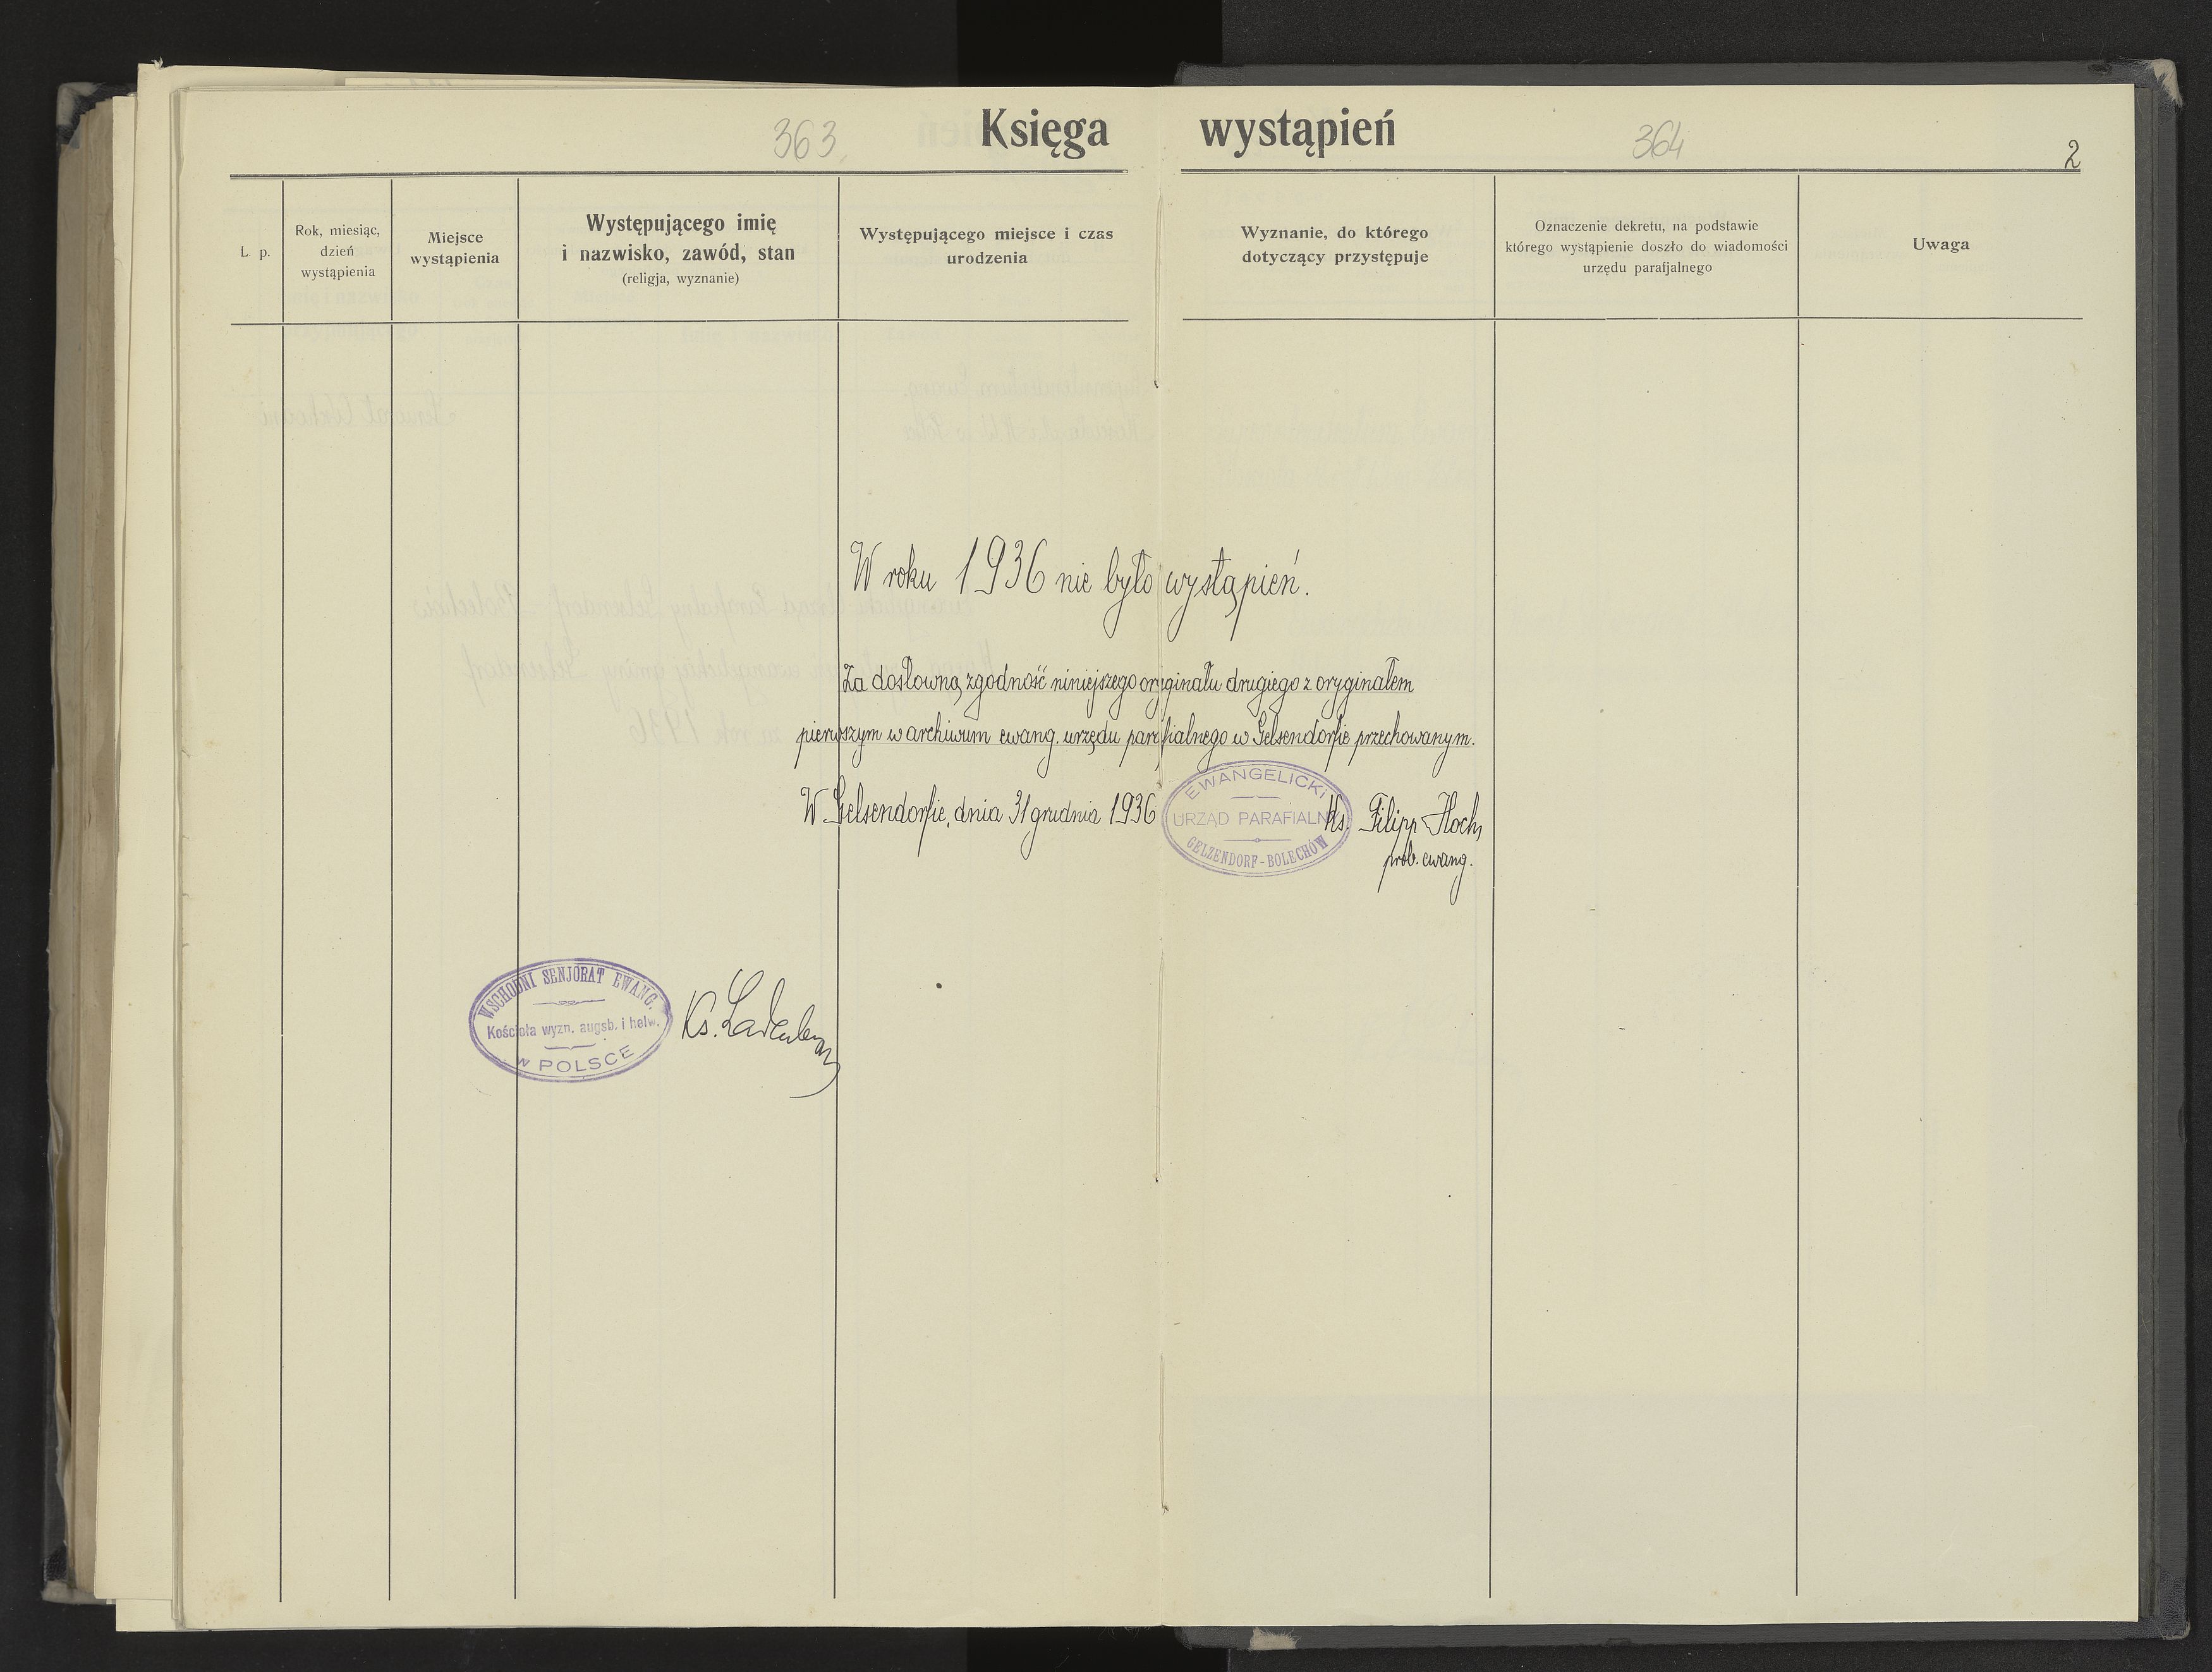 363.
Księga wystąpień
364
2
L. p.
Rok, miesiąc,
dzień
wystąpienia
Miejsce
wystąpienia
Występującego imię
i nazwisko, zawód, stan
(religja, wyznanie)
Występującego miejsce i czas
urodzenia
Wyznanie, do którego
dotyczący przystępuje
Oznaczenie dekretu, na podstawie
którego wystąpienie doszło do wiadomości
urzędu parafjalnego
Uwaga
W roku 1936 nie było wystąpień.
Za dosłowną zgodność niniejszego oryginału drugiego z oryginałem
pierwszym w archiwum ewang. urzędu parafialnego w Gelsendorfie przechowanym.
W Gelsendorfie, dnia 31 grudnia 1936
EWANGELICKI
URZĄD PARAFIALNY
GELZENDORF-BOLECHÓW
Ks. Filipp Hoch,
prob. ewang.
WSCHODNI SENJORAT EWANG.
Kościoła wyzn. augsb. i helw.
W POLSCE
Ks.